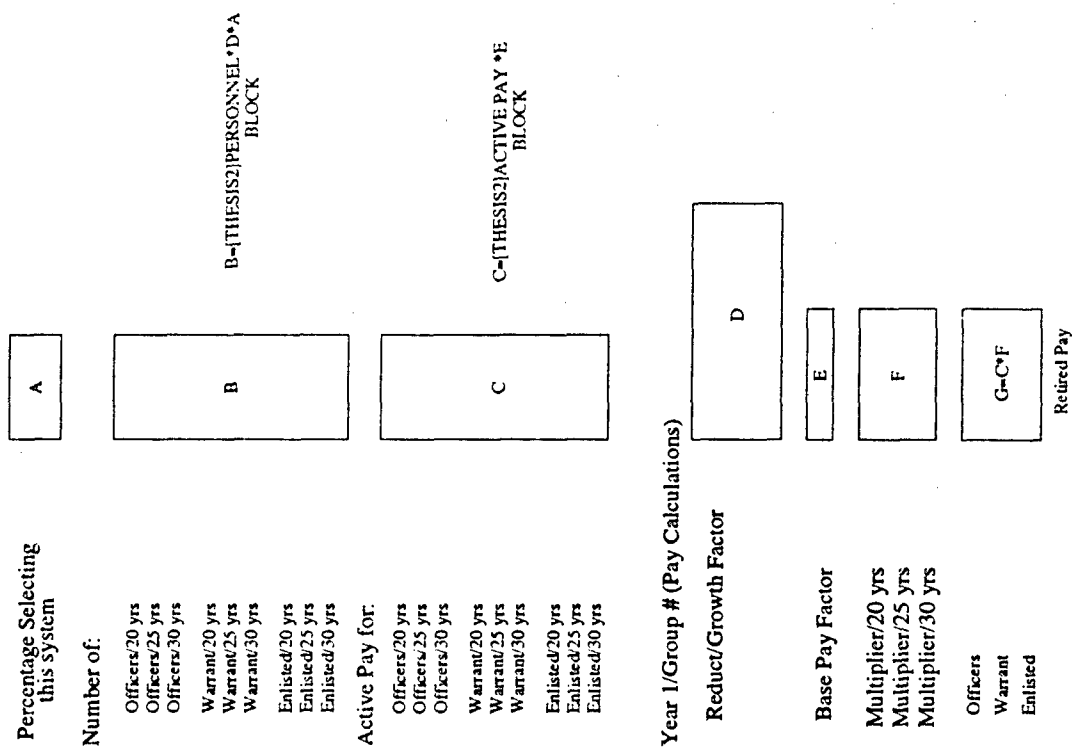 Percentage Selecting
this system
A
Number of:
Officers/20 yrs
Officers/25 yrs
Officers/30 yrs
Warrant/20 yrs
Warrant/25 yrs
Warrant/30 yrs
Enlisted/20 yrs
Enlisted/25 yrs
Enlisted/30 yrs
B
B=[THESIS2]PERSONNEL*D*A
BLOCK
Active Pay for:
Officers/20 yrs
Officers/25 yrs
Officers/30 yrs
Warrant/20 yrs
Warrant/25 yrs
Warrant/30 yrs
Enlisted/20 yrs
Enlisted/25 yrs
Enlisted/30 yrs
C
C=[THESIS2]ACTIVE PAY *E
BLOCK
Year 1/Group # (Pay Calculations)
Reduct/Growth Factor
D
Base Pay Factor
E
Multiplier/20 yrs
Multiplier/25 yrs
Multiplier/30 yrs
F
Officers
Warrant
Enlisted
G=C*F
Retired Pay